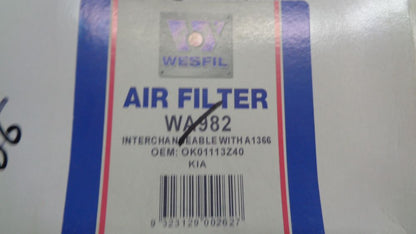 WESFIL
AIR FILTER
WA982
INTERCHANGEABLE WITH A1366
OEM: OK01113Z40
KIA
9 323129 002627